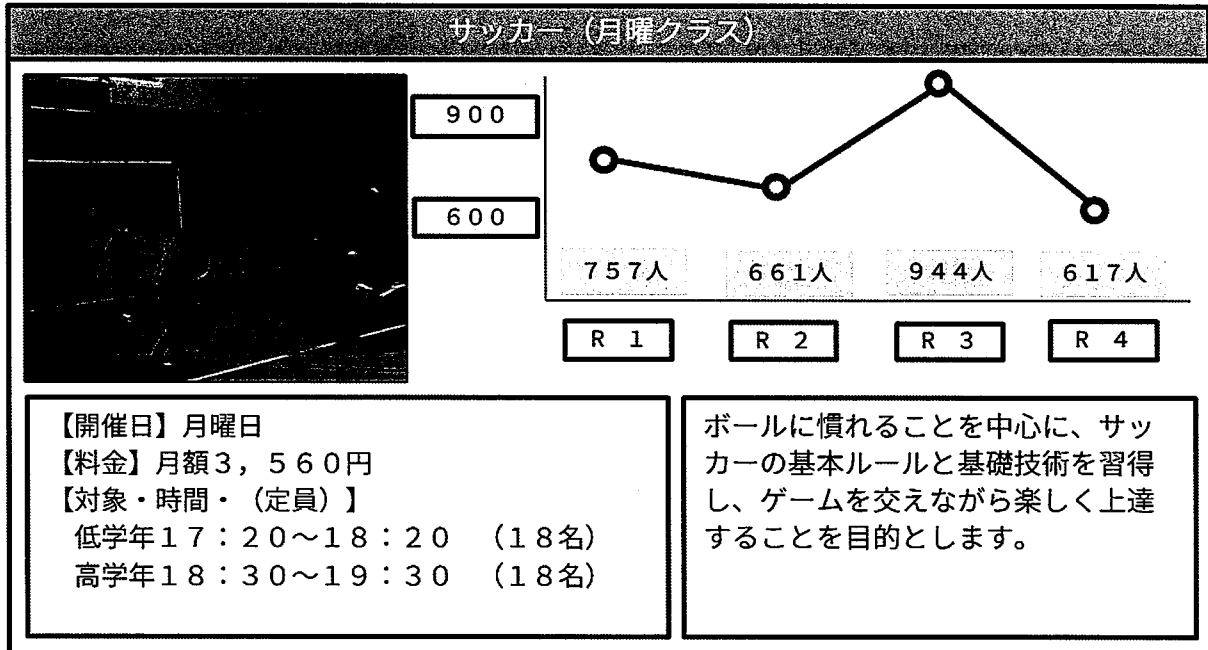 サッカー（月曜クラス）
９００
６００
７５７人 ６６１人 ９４４人 ６１７人
Ｒ １ Ｒ ２ Ｒ ３ Ｒ ４
【開催日】月曜日
【料金】月額３，５６０円
【対象・時間・（定員）】
低学年１７：２０～１８：２０ （１８名）
高学年１８：３０～１９：３０ （１８名）
ボールに慣れることを中心に、サッ
カーの基本ルールと基礎技術を習得
し、ゲームを交えながら楽しく上達
することを目的とします。